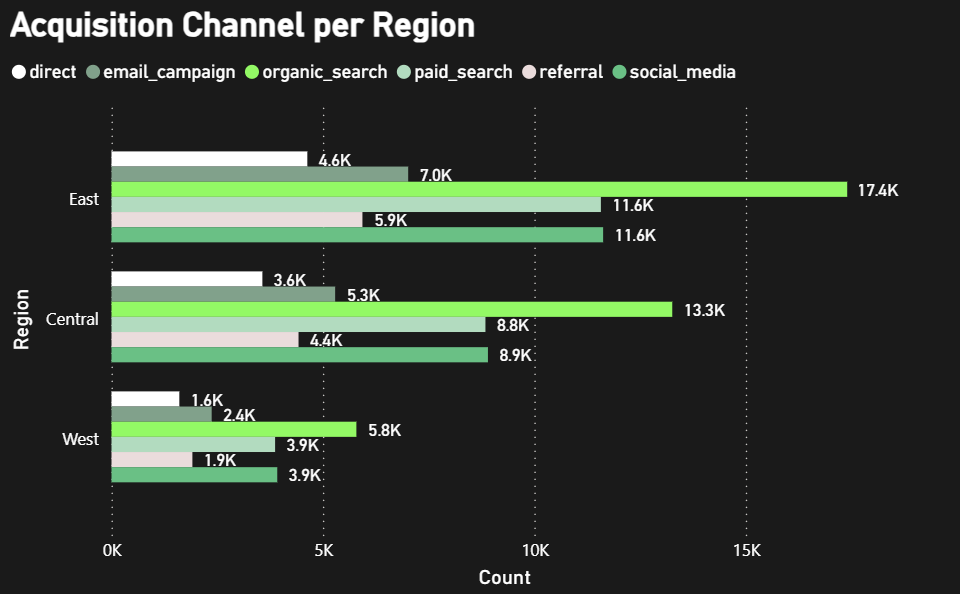 Acquisition Channel per Region
direct email_campaign organic_search paid_search referral social_media
4.6K
7.0K
17.4K
East
11.6K
5.9K
11.6K
3.6K
5.3K
13.3K
Central
8.8K
4.4K
8.9K
1.6K
2.4K
5.8K
West
3.9K
1.9K
3.9K
Region
0K 5K 10K 15K
Count